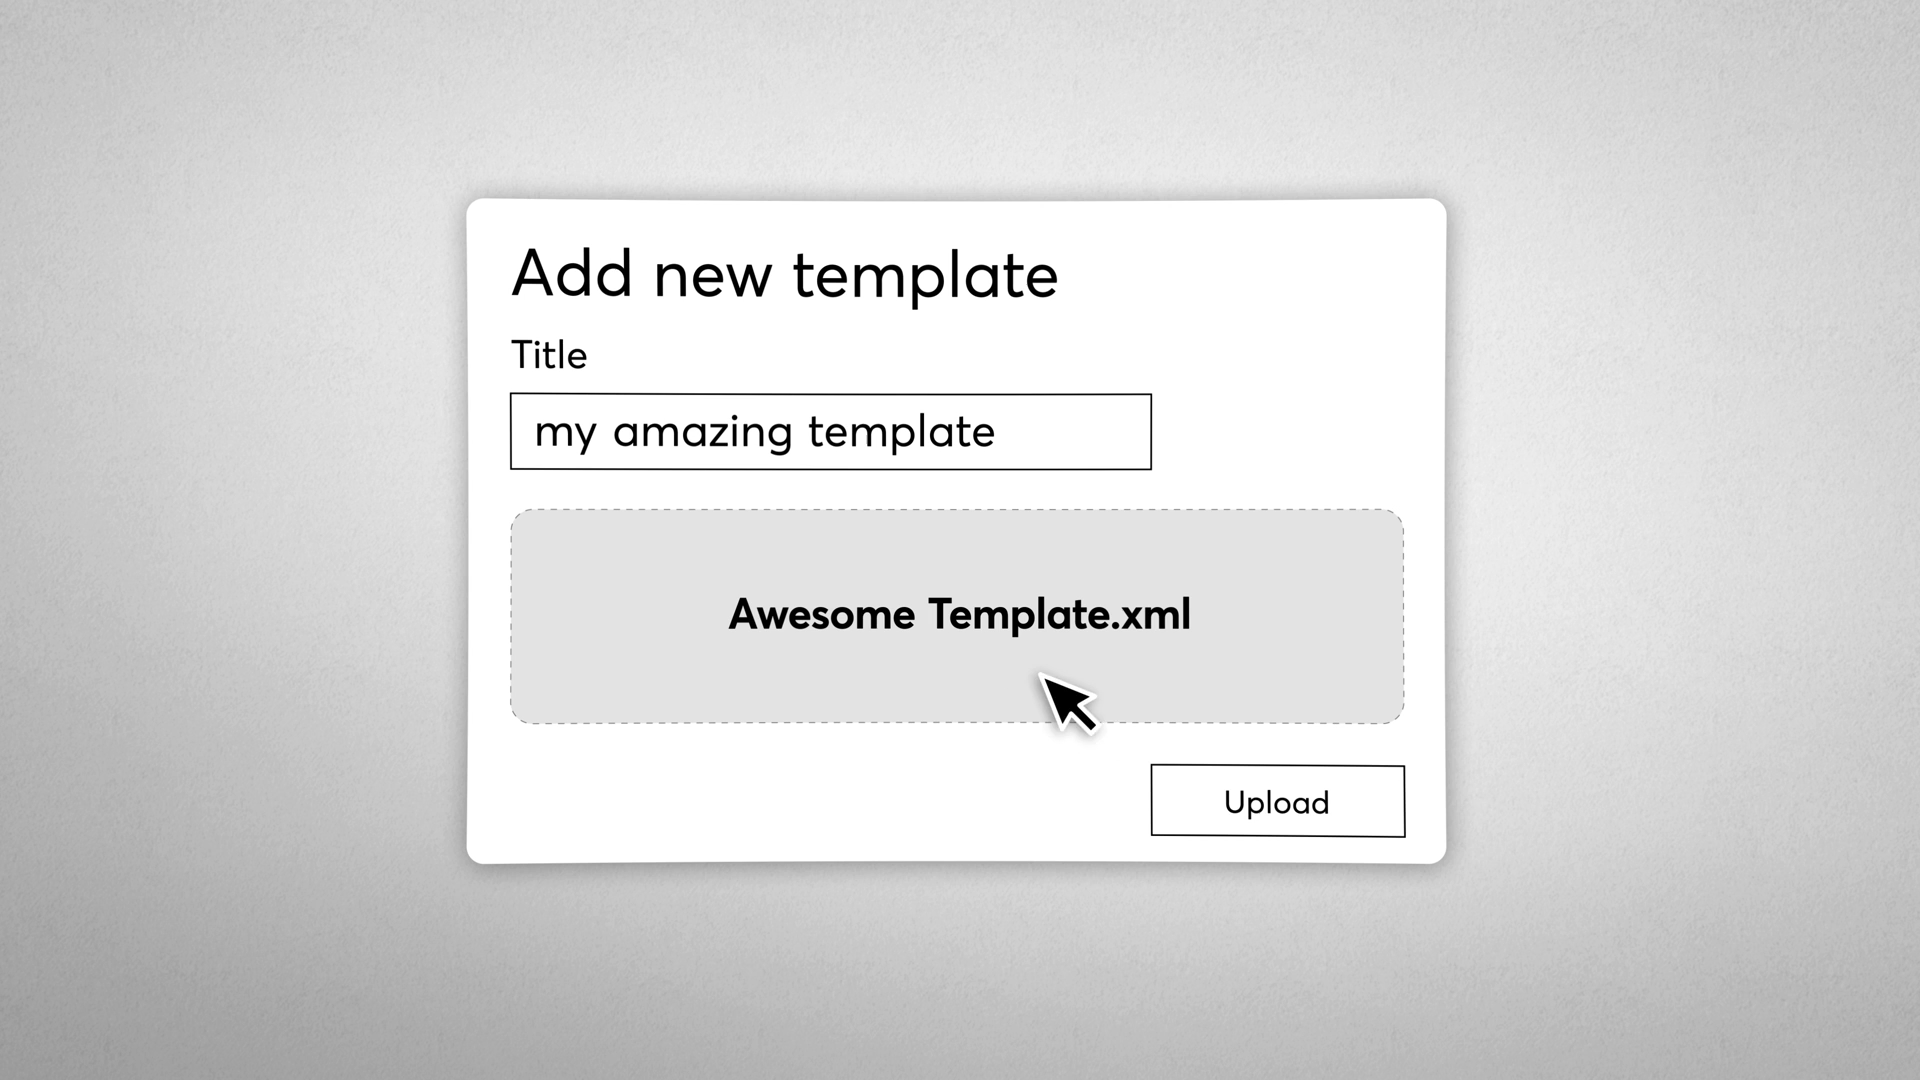 Add new template
Title
my amazing template
Awesome Template.xml
Upload